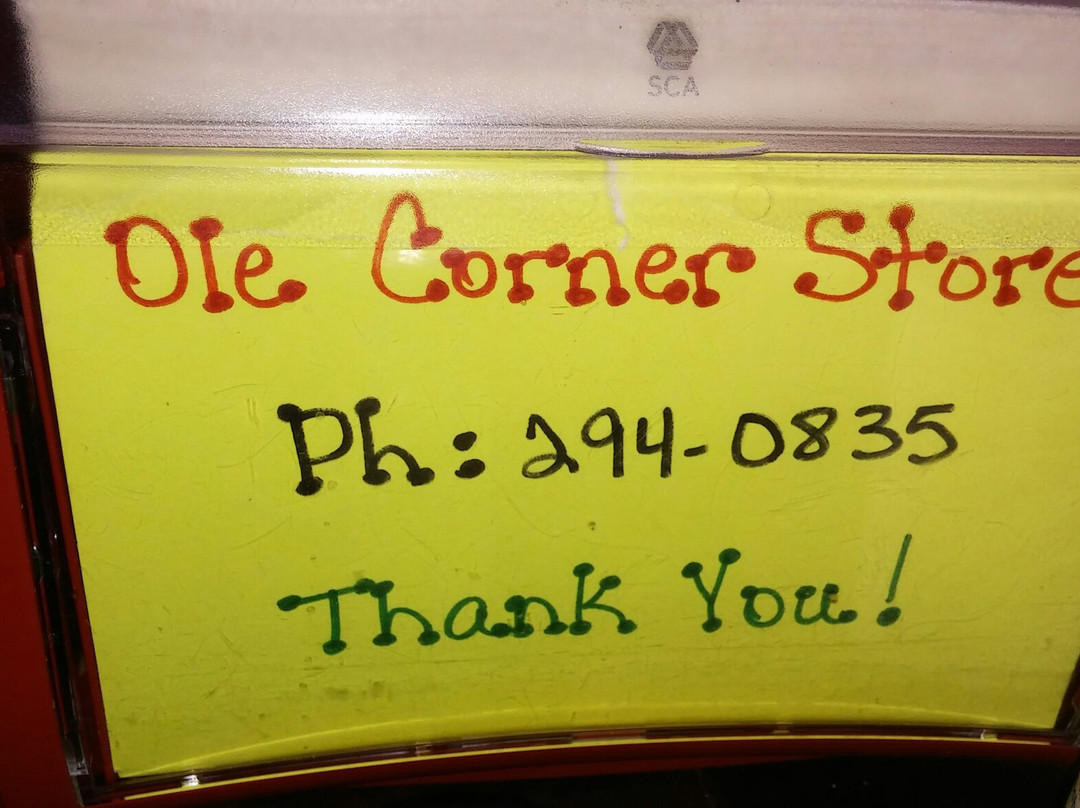 SCA
Ole Corner Store
Ph: 294-0835
Thank You!